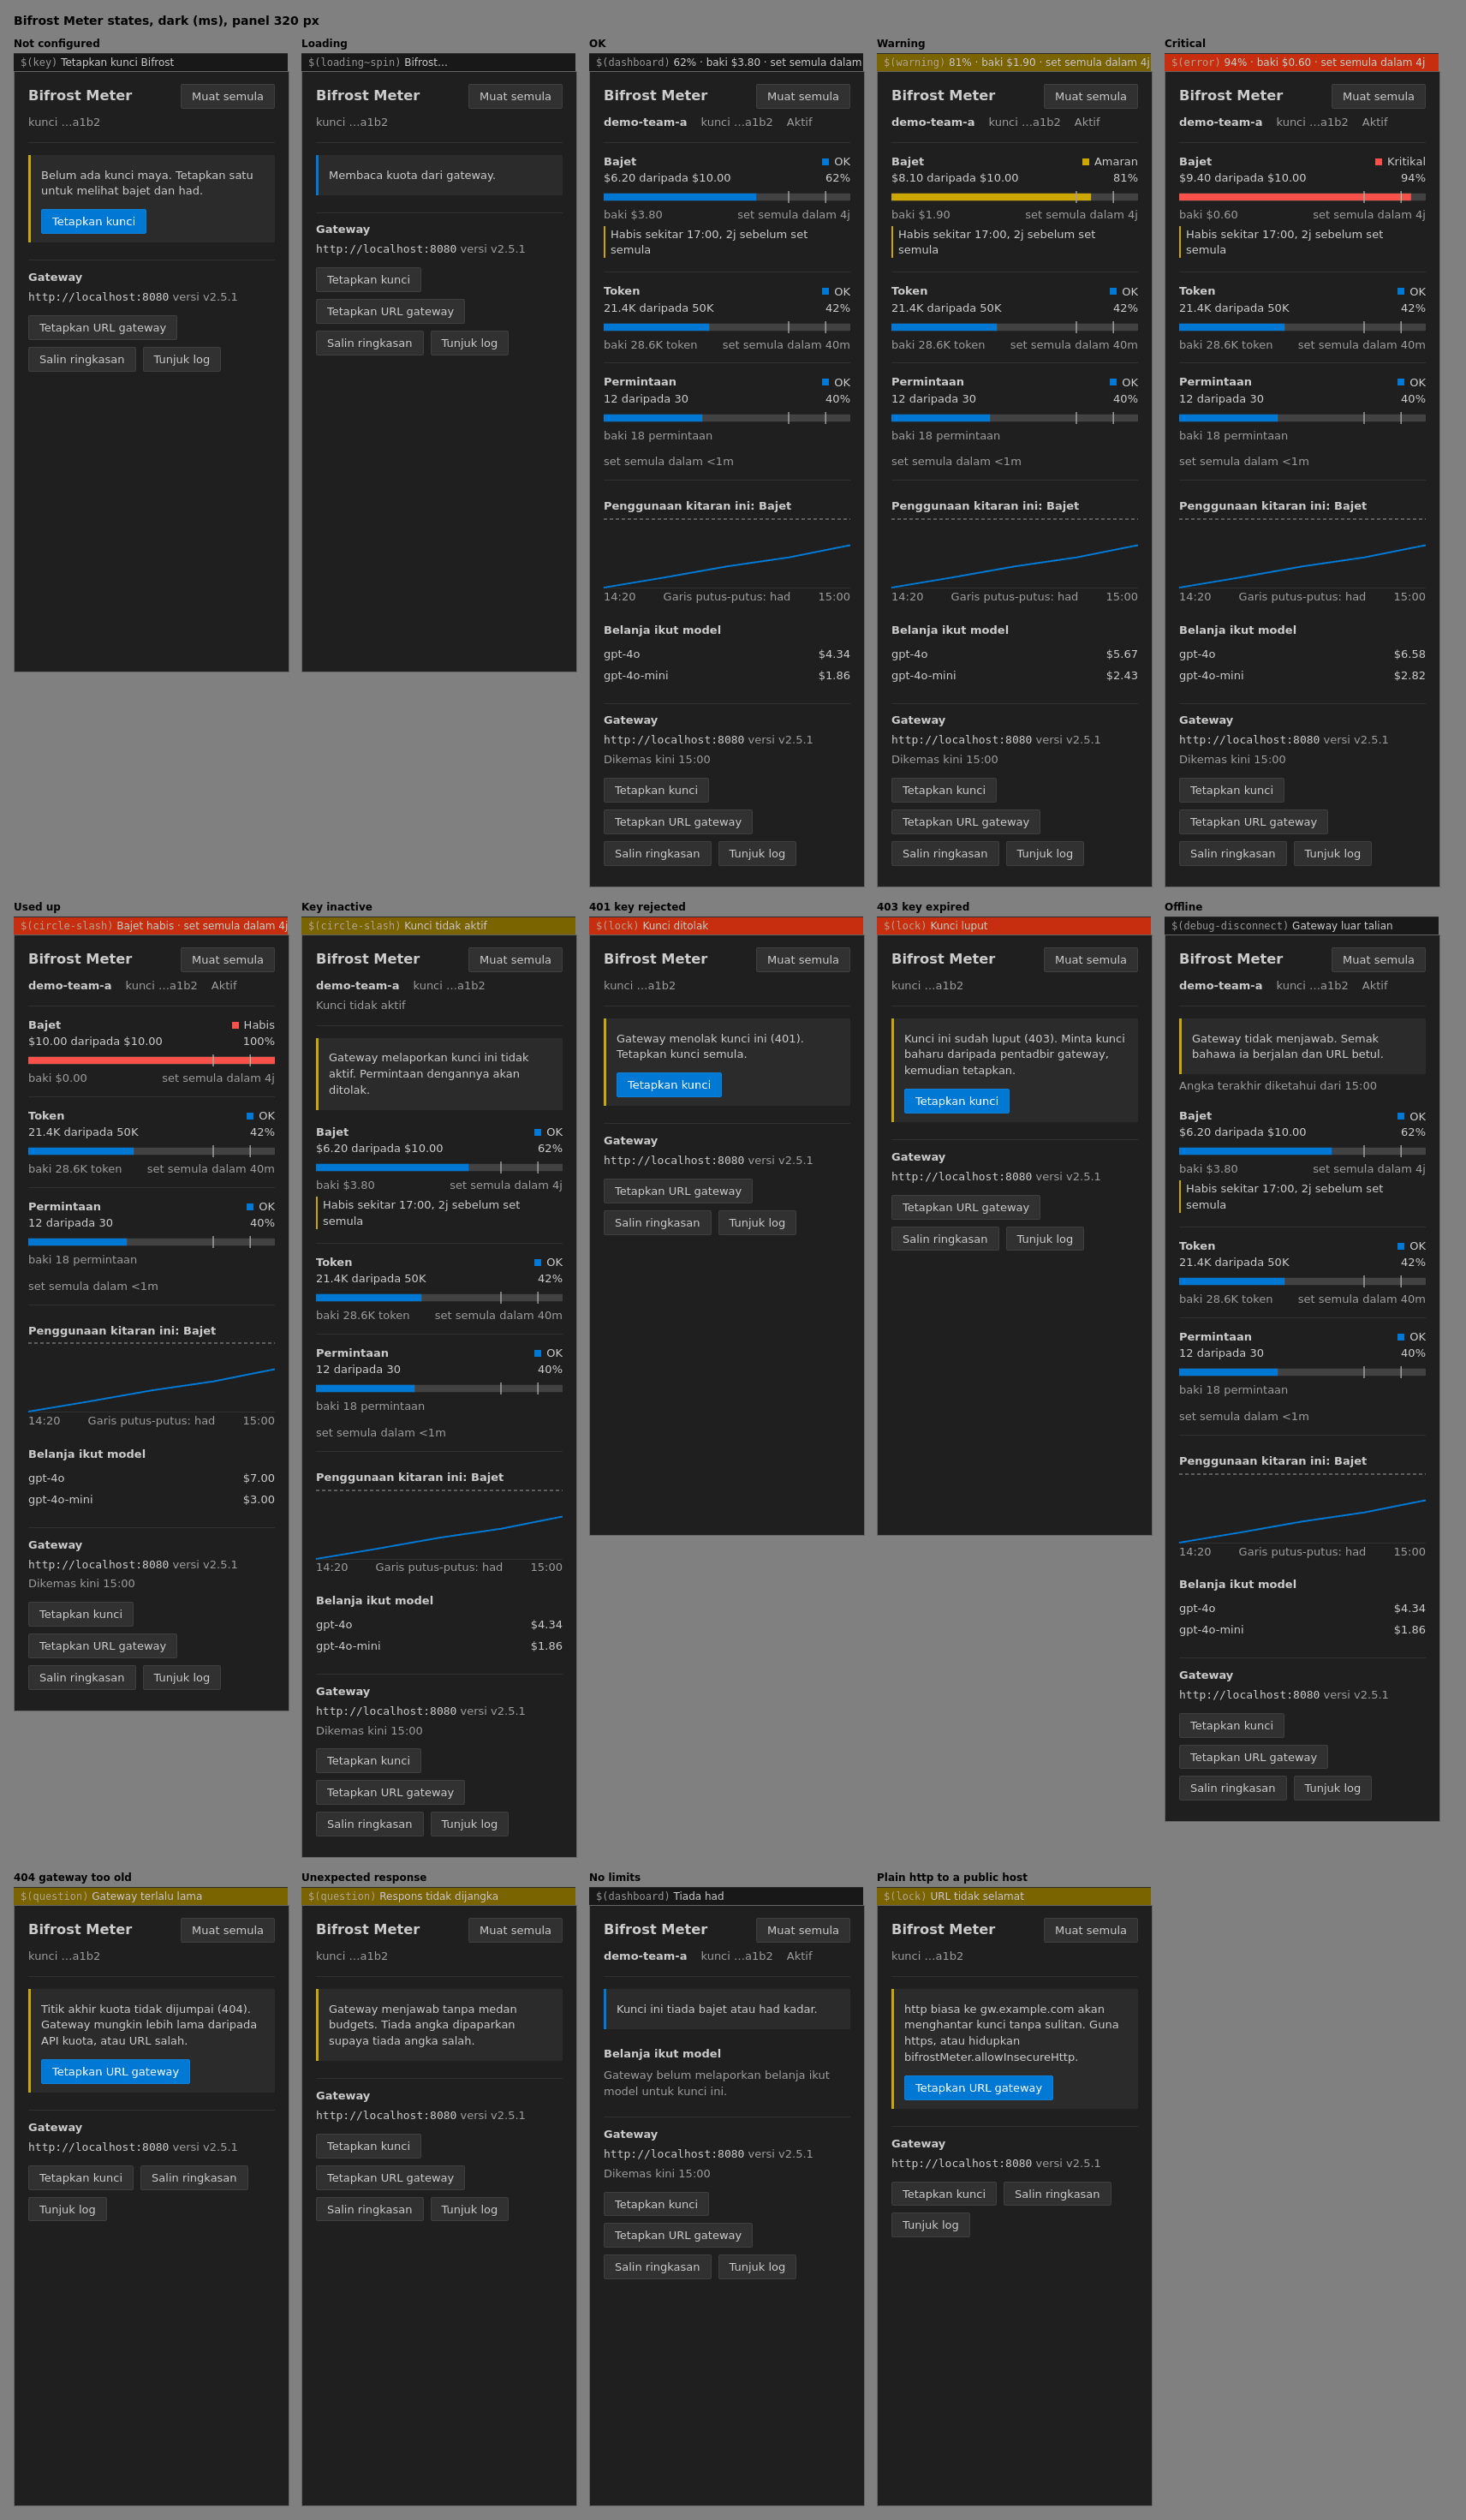 Bifrost Meter states, dark (ms), panel 320 px
Not configured
$(key) Tetapkan kunci Bifrost
Bifrost Meter
Muat semula
kunci …a1b2
Belum ada kunci maya. Tetapkan satu
untuk melihat bajet dan had.
Tetapkan kunci
Gateway
http://localhost:8080 versi v2.5.1
Tetapkan URL gateway
Salin ringkasan
Tunjuk log
Loading
$(loading~spin) Bifrost…
Bifrost Meter
Muat semula
kunci …a1b2
Membaca kuota dari gateway.
Gateway
http://localhost:8080 versi v2.5.1
Tetapkan kunci
Tetapkan URL gateway
Salin ringkasan
Tunjuk log
OK
$(dashboard) 62% · baki $3.80 · set semula dalam
Bifrost Meter
Muat semula
demo-team-a kunci …a1b2 Aktif
Bajet
OK
$6.20 daripada $10.00
62%
baki $3.80
set semula dalam 4j
Habis sekitar 17:00, 2j sebelum set
semula
Token
OK
21.4K daripada 50K
42%
baki 28.6K token
set semula dalam 40m
Permintaan
OK
12 daripada 30
40%
baki 18 permintaan
set semula dalam <1m
Penggunaan kitaran ini: Bajet
14:20 Garis putus-putus: had 15:00
Belanja ikut model
gpt-4o
$4.34
gpt-4o-mini
$1.86
Gateway
http://localhost:8080 versi v2.5.1
Dikemas kini 15:00
Tetapkan kunci
Tetapkan URL gateway
Salin ringkasan
Tunjuk log
Warning
$(warning) 81% · baki $1.90 · set semula dalam 4j
Bifrost Meter
Muat semula
demo-team-a kunci …a1b2 Aktif
Bajet
Amaran
$8.10 daripada $10.00
81%
baki $1.90
set semula dalam 4j
Habis sekitar 17:00, 2j sebelum set
semula
Token
OK
21.4K daripada 50K
42%
baki 28.6K token
set semula dalam 40m
Permintaan
OK
12 daripada 30
40%
baki 18 permintaan
set semula dalam <1m
Penggunaan kitaran ini: Bajet
14:20 Garis putus-putus: had 15:00
Belanja ikut model
gpt-4o
$5.67
gpt-4o-mini
$2.43
Gateway
http://localhost:8080 versi v2.5.1
Dikemas kini 15:00
Tetapkan kunci
Tetapkan URL gateway
Salin ringkasan
Tunjuk log
Critical
$(error) 94% · baki $0.60 · set semula dalam 4j
Bifrost Meter
Muat semula
demo-team-a kunci …a1b2 Aktif
Bajet
Kritikal
$9.40 daripada $10.00
94%
baki $0.60
set semula dalam 4j
Habis sekitar 17:00, 2j sebelum set
semula
Token
OK
21.4K daripada 50K
42%
baki 28.6K token
set semula dalam 40m
Permintaan
OK
12 daripada 30
40%
baki 18 permintaan
set semula dalam <1m
Penggunaan kitaran ini: Bajet
14:20 Garis putus-putus: had 15:00
Belanja ikut model
gpt-4o
$6.58
gpt-4o-mini
$2.82
Gateway
http://localhost:8080 versi v2.5.1
Dikemas kini 15:00
Tetapkan kunci
Tetapkan URL gateway
Salin ringkasan
Tunjuk log
Used up
$(circle-slash) Bajet habis · set semula dalam 4j
Bifrost Meter
Muat semula
demo-team-a kunci …a1b2 Aktif
Bajet
Habis
$10.00 daripada $10.00
100%
baki $0.00
set semula dalam 4j
Token
OK
21.4K daripada 50K
42%
baki 28.6K token
set semula dalam 40m
Permintaan
OK
12 daripada 30
40%
baki 18 permintaan
set semula dalam <1m
Penggunaan kitaran ini: Bajet
14:20 Garis putus-putus: had 15:00
Belanja ikut model
gpt-4o
$7.00
gpt-4o-mini
$3.00
Gateway
http://localhost:8080 versi v2.5.1
Dikemas kini 15:00
Tetapkan kunci
Tetapkan URL gateway
Salin ringkasan
Tunjuk log
Key inactive
$(circle-slash) Kunci tidak aktif
Bifrost Meter
Muat semula
demo-team-a kunci …a1b2
Kunci tidak aktif
Gateway melaporkan kunci ini tidak
aktif. Permintaan dengannya akan
ditolak.
Bajet
OK
$6.20 daripada $10.00
62%
baki $3.80
set semula dalam 4j
Habis sekitar 17:00, 2j sebelum set
semula
Token
OK
21.4K daripada 50K
42%
baki 28.6K token
set semula dalam 40m
Permintaan
OK
12 daripada 30
40%
baki 18 permintaan
set semula dalam <1m
Penggunaan kitaran ini: Bajet
14:20 Garis putus-putus: had 15:00
Belanja ikut model
gpt-4o
$4.34
gpt-4o-mini
$1.86
Gateway
http://localhost:8080 versi v2.5.1
Dikemas kini 15:00
Tetapkan kunci
Tetapkan URL gateway
Salin ringkasan
Tunjuk log
401 key rejected
$(lock) Kunci ditolak
Bifrost Meter
Muat semula
kunci …a1b2
Gateway menolak kunci ini (401).
Tetapkan kunci semula.
Tetapkan kunci
Gateway
http://localhost:8080 versi v2.5.1
Tetapkan URL gateway
Salin ringkasan
Tunjuk log
403 key expired
$(lock) Kunci luput
Bifrost Meter
Muat semula
kunci …a1b2
Kunci ini sudah luput (403). Minta kunci
baharu daripada pentadbir gateway,
kemudian tetapkan.
Tetapkan kunci
Gateway
http://localhost:8080 versi v2.5.1
Tetapkan URL gateway
Salin ringkasan
Tunjuk log
Offline
$(debug-disconnect) Gateway luar talian
Bifrost Meter
Muat semula
demo-team-a kunci …a1b2 Aktif
Gateway tidak menjawab. Semak
bahawa ia berjalan dan URL betul.
Angka terakhir diketahui dari 15:00
Bajet
OK
$6.20 daripada $10.00
62%
baki $3.80
set semula dalam 4j
Habis sekitar 17:00, 2j sebelum set
semula
Token
OK
21.4K daripada 50K
42%
baki 28.6K token
set semula dalam 40m
Permintaan
OK
12 daripada 30
40%
baki 18 permintaan
set semula dalam <1m
Penggunaan kitaran ini: Bajet
14:20 Garis putus-putus: had 15:00
Belanja ikut model
gpt-4o
$4.34
gpt-4o-mini
$1.86
Gateway
http://localhost:8080 versi v2.5.1
Tetapkan kunci
Tetapkan URL gateway
Salin ringkasan
Tunjuk log
404 gateway too old
$(question) Gateway terlalu lama
Bifrost Meter
Muat semula
kunci …a1b2
Titik akhir kuota tidak dijumpai (404).
Gateway mungkin lebih lama daripada
API kuota, atau URL salah.
Tetapkan URL gateway
Gateway
http://localhost:8080 versi v2.5.1
Tetapkan kunci
Salin ringkasan
Tunjuk log
Unexpected response
$(question) Respons tidak dijangka
Bifrost Meter
Muat semula
kunci …a1b2
Gateway menjawab tanpa medan
budgets. Tiada angka dipaparkan
supaya tiada angka salah.
Gateway
http://localhost:8080 versi v2.5.1
Tetapkan kunci
Tetapkan URL gateway
Salin ringkasan
Tunjuk log
No limits
$(dashboard) Tiada had
Bifrost Meter
Muat semula
demo-team-a kunci …a1b2 Aktif
Kunci ini tiada bajet atau had kadar.
Belanja ikut model
Gateway belum melaporkan belanja ikut
model untuk kunci ini.
Gateway
http://localhost:8080 versi v2.5.1
Dikemas kini 15:00
Tetapkan kunci
Tetapkan URL gateway
Salin ringkasan
Tunjuk log
Plain http to a public host
$(lock) URL tidak selamat
Bifrost Meter
Muat semula
kunci …a1b2
http biasa ke gw.example.com akan
menghantar kunci tanpa sulitan. Guna
https, atau hidupkan
bifrostMeter.allowInsecureHttp.
Tetapkan URL gateway
Gateway
http://localhost:8080 versi v2.5.1
Tetapkan kunci
Salin ringkasan
Tunjuk log